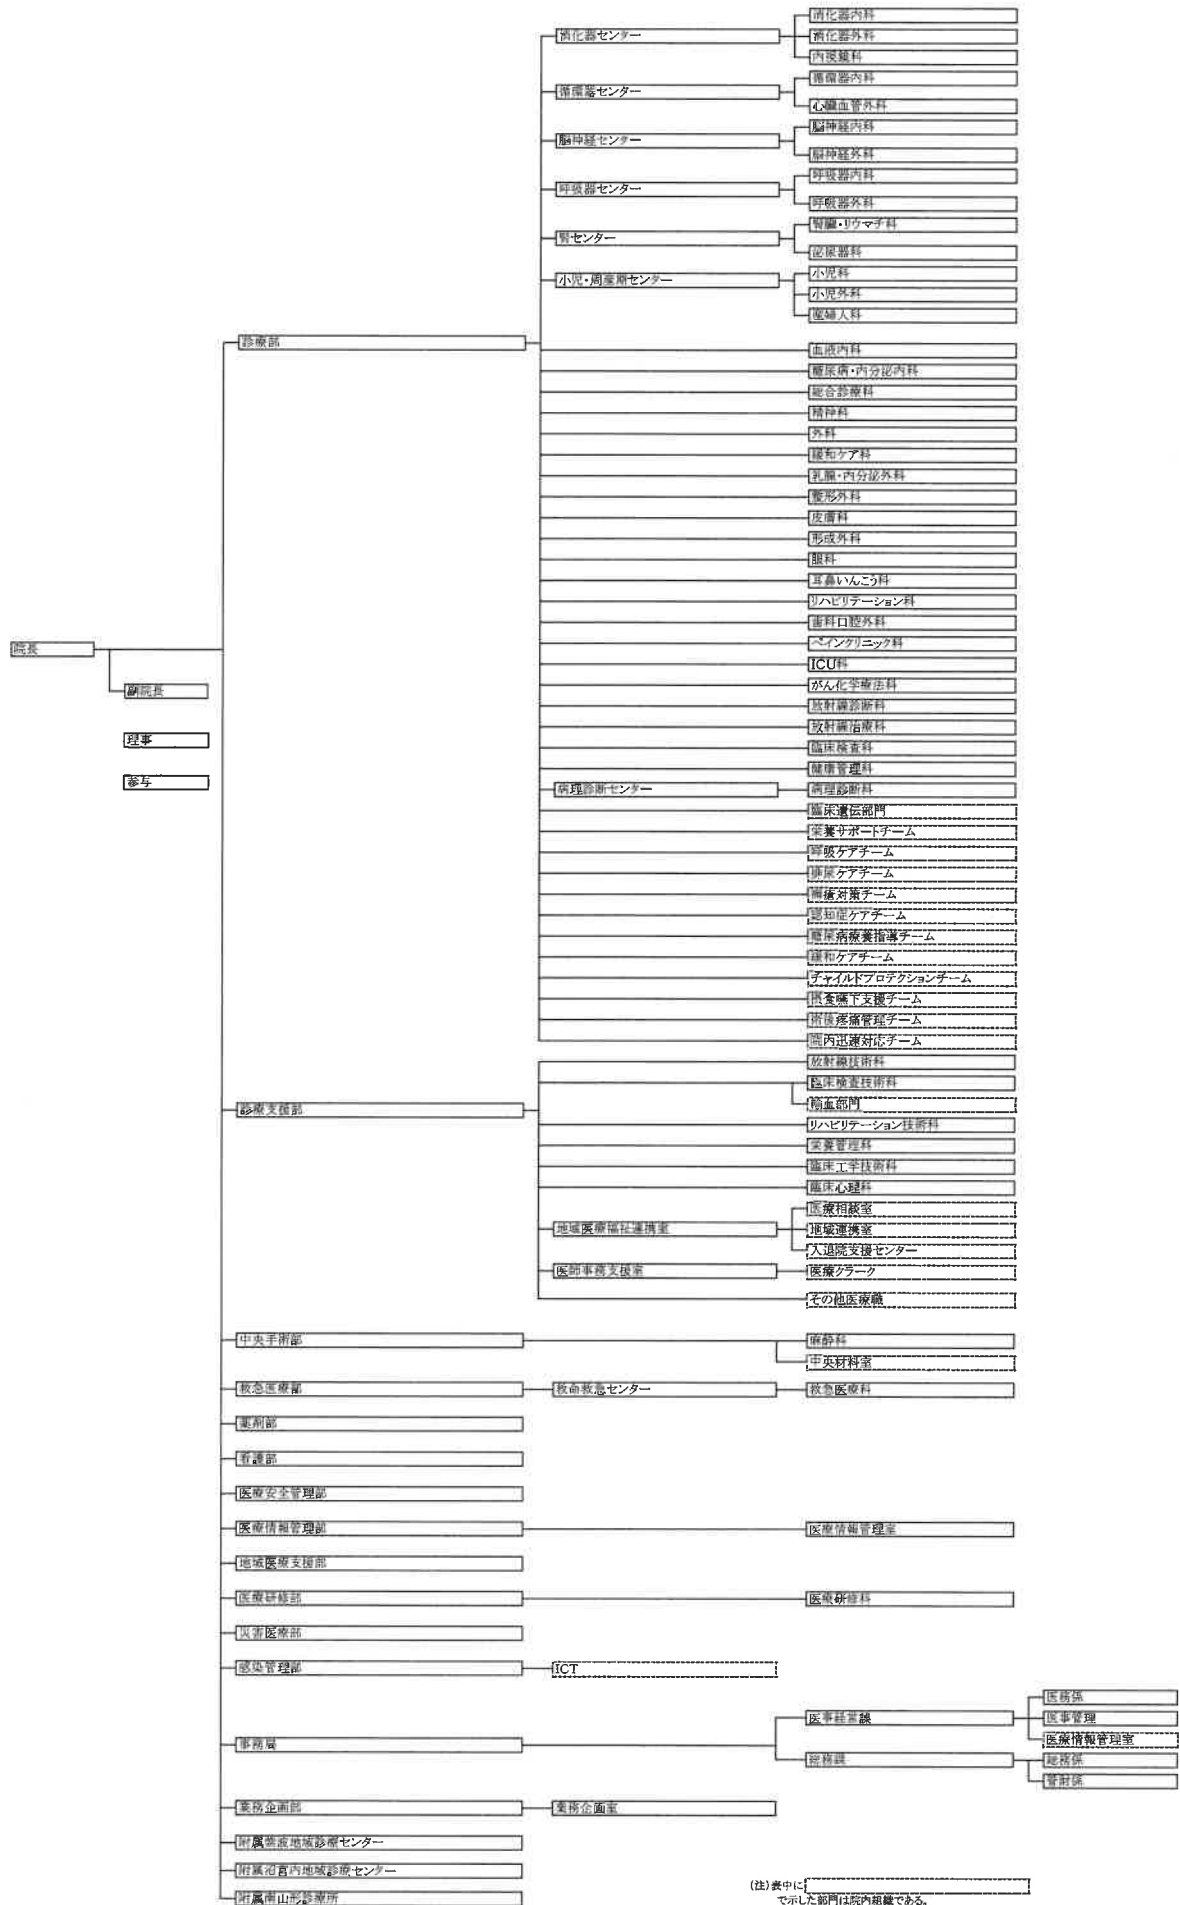 消化器内科
消化器センター
消化器外科
内視鏡科
循環器内科
循環器センター
心臓血管外科
脳神経内科
脳神経センター
脳神経外科
呼吸器内科
呼吸器センター
呼吸器外科
腎臓・リウマチ科
腎センター
泌尿器科
小児科
小児・周産期センター
小児外科
産婦人科
診療部
血液内科
糖尿病・内分泌内科
総合診療科
精神科
外科
緩和ケア科
乳腺・内分泌外科
整形外科
皮膚科
形成外科
眼科
耳鼻いんこう科
リハビリテーション科
歯科口腔外科
院長
ペインクリニック科
ICU科
副院長
がん化学療法科
放射線診断科
放射線治療科
理事
臨床検査科
健康管理科
参与
病理診断センター
病理診断科
臨床遺伝部門
栄養サポートチーム
呼吸ケアチーム
排尿ケアチーム
褥瘡対策チーム
認知症ケアチーム
糖尿病療養指導チーム
緩和ケアチーム
チャイルドプロテクションチーム
摂食嚥下支援チーム
術後疼痛管理チーム
院内迅速対応チーム
放射線技術科
臨床検査技術科
診療支援部
輸血部門
リハビリテーション技術科
栄養管理科
臨床工学技術科
臨床心理科
医療相談室
地域医療福祉連携室
地域連携室
入退院支援センター
医師事務支援室
医療クラーク
その他医療職
中央手術部
麻酔科
中央材料室
救急医療部
救命救急センター
救急医療科
薬剤部
看護部
医療安全管理部
医療情報管理部
医療情報管理室
地域医療支援部
医療研修部
医療研修科
災害医療部
感染管理部
ICT
医務係
医事経営課
医事管理
医療情報管理室
事務局
総務課
総務係
管財係
業務企画部
業務企画室
附属紫波地域診療センター
附属沼宮内地域診療センター
附属南山形診療所
(注)表中に
で示した部門は院内組織である。